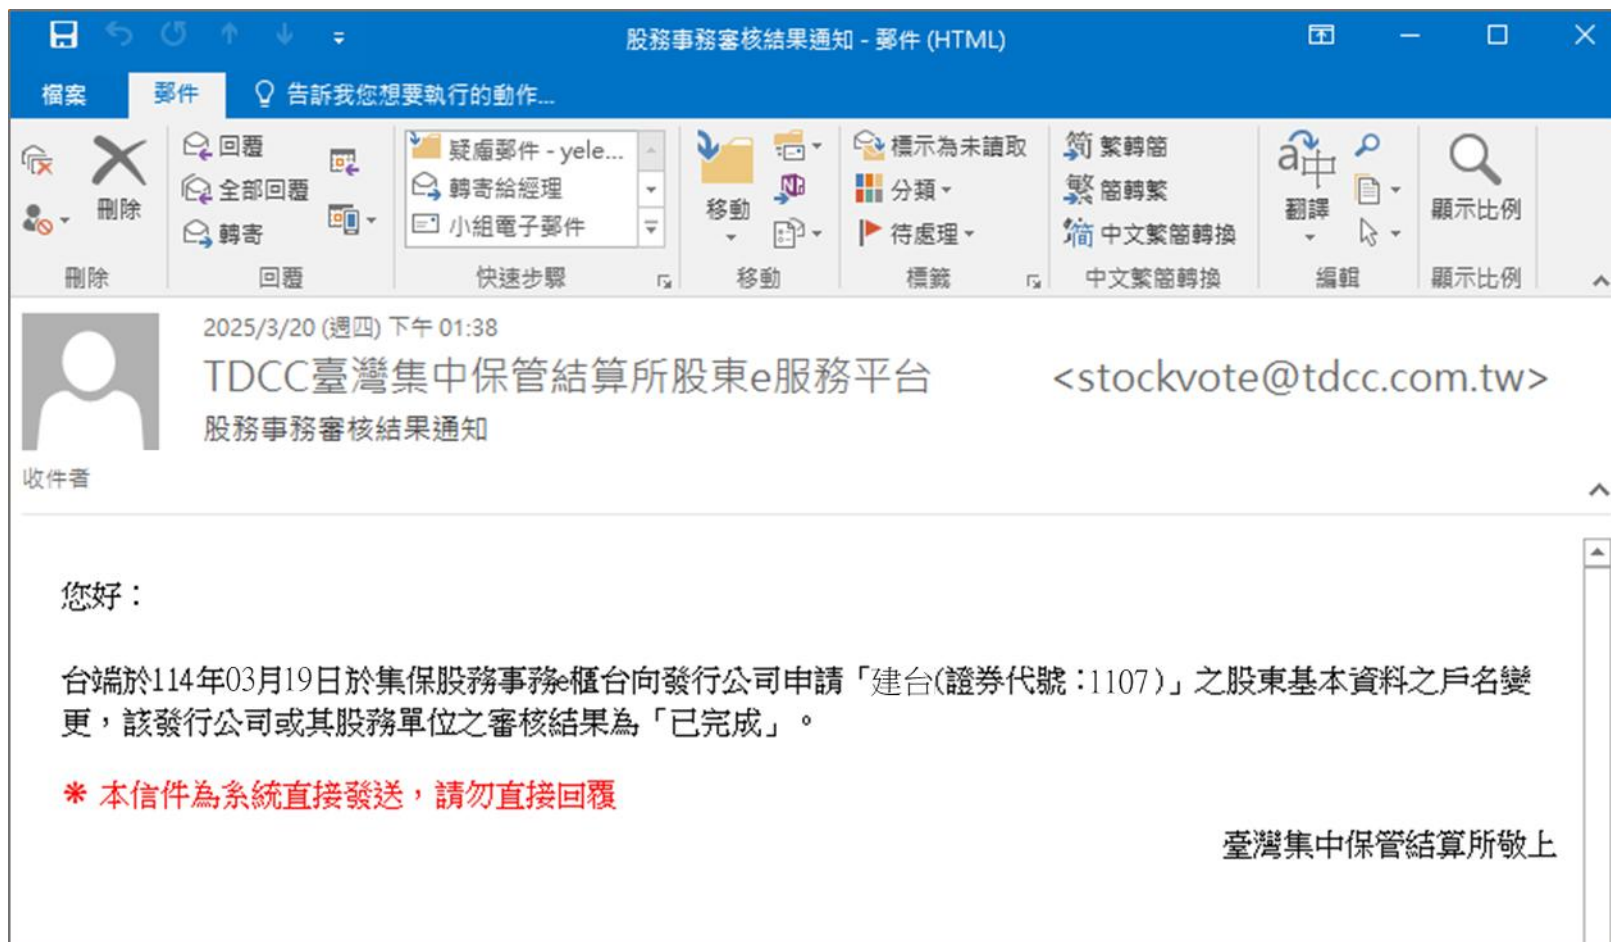 股務事務審核結果通知 - 郵件 (HTML)
檔案 郵件 告訴我您想要執行的動作...
刪除
回覆
全部回覆
轉寄
疑慮郵件 - yele...
轉寄給經理
小組電子郵件
移動
標示為未讀取
分類
待處理
繁轉簡
簡轉繁
中文繁簡轉換
翻譯
顯示比例
刪除 回覆 快速步驟 移動 標籤 中文繁簡轉換 編輯 顯示比例
2025/3/20 (週四) 下午 01:38
TDCC臺灣集中保管結算所股東e服務平台 <stockvote@tdcc.com.tw>
股務事務審核結果通知
收件者
您好：
台端於114年03月19日於集保股務事務e櫃台向發行公司申請「建台(證券代號：1107)」之股東基本資料之戶名變
更，該發行公司或其股務單位之審核結果為「已完成」。
＊ 本信件為系統直接發送，請勿直接回覆
臺灣集中保管結算所敬上